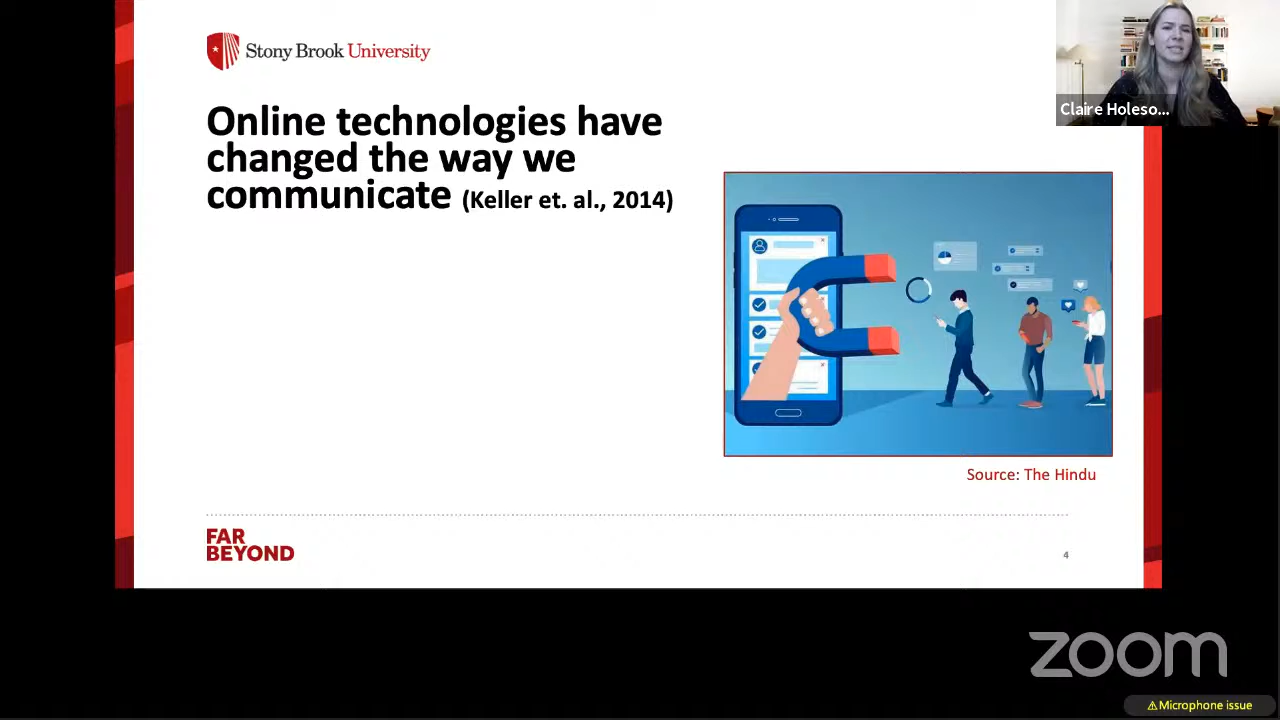 Stony Brook University
Claire Holeso...
Online technologies have
changed the way we
communicate (Keller et. al., 2014)
Source: The Hindu
FAR
BEYOND
4
zoom
⚠Microphone issue